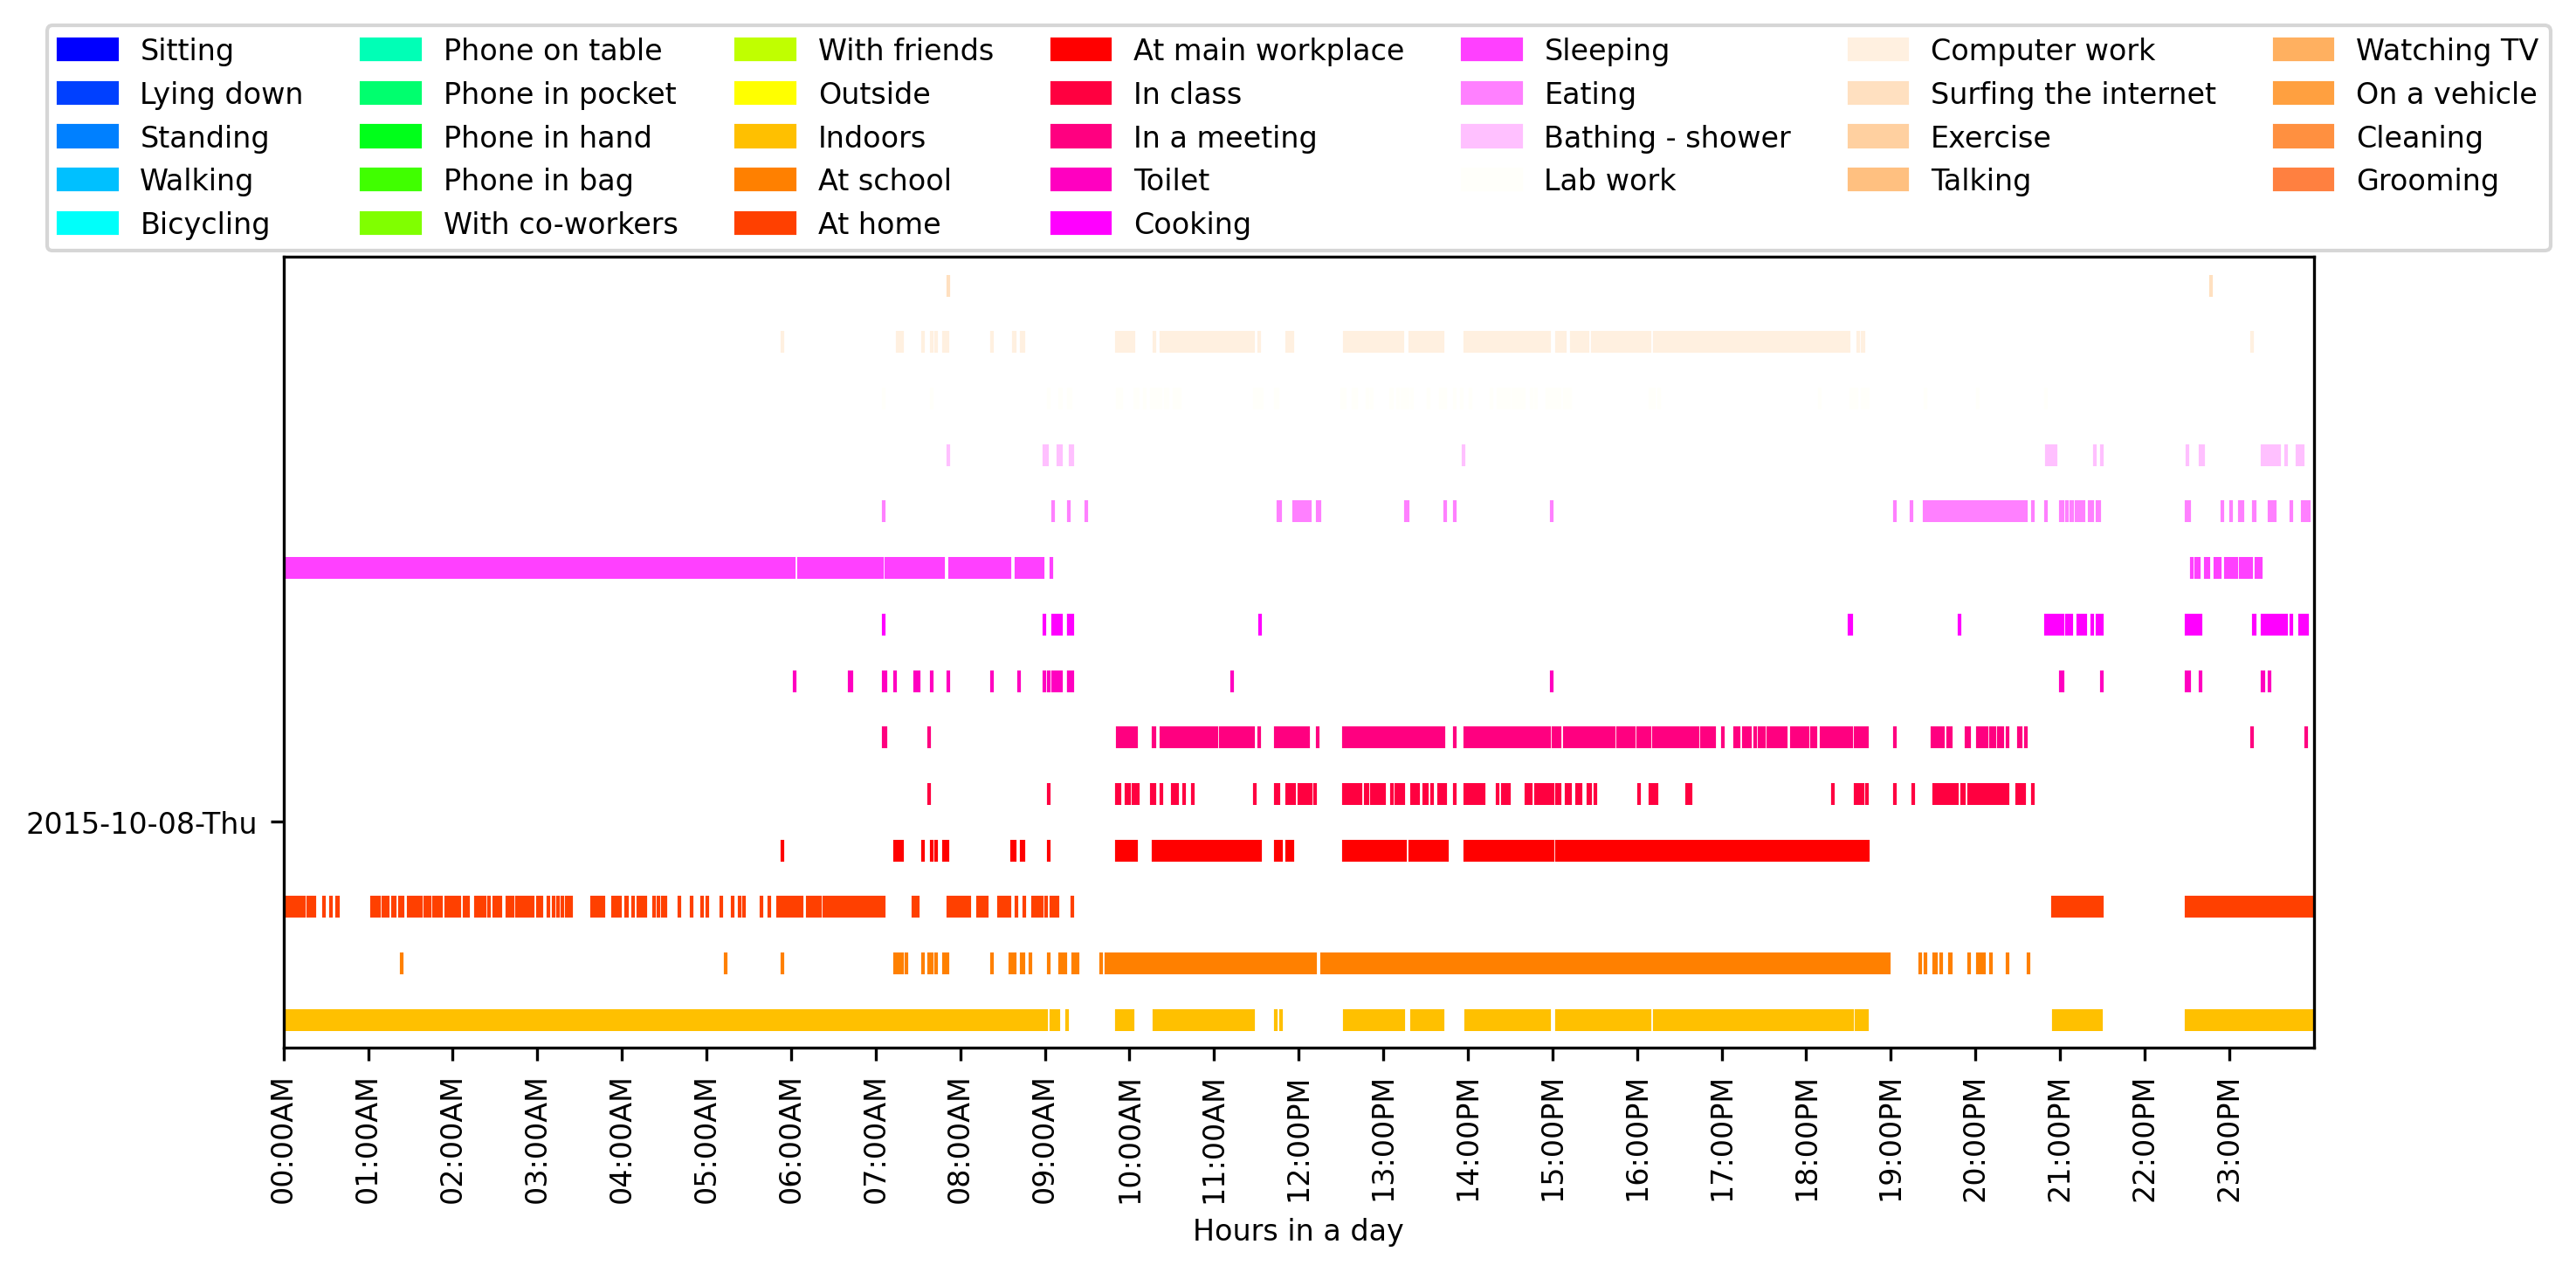 Sitting
Lying down
Standing
Walking
Bicycling
Phone on table
Phone in pocket
Phone in hand
Phone in bag
With co-workers
With friends
Outside
Indoors
At school
At home
At main workplace
In class
In a meeting
Toilet
Cooking
Sleeping
Eating
Bathing - shower
Lab work
Computer work
Surfing the internet
Exercise
Talking
Watching TV
On a vehicle
Cleaning
Grooming
2015-10-08-Thu
00:00AM
01:00AM
02:00AM
03:00AM
04:00AM
05:00AM
06:00AM
07:00AM
08:00AM
09:00AM
10:00AM
11:00AM
12:00PM
13:00PM
14:00PM
15:00PM
16:00PM
17:00PM
18:00PM
19:00PM
20:00PM
21:00PM
22:00PM
23:00PM
Hours in a day